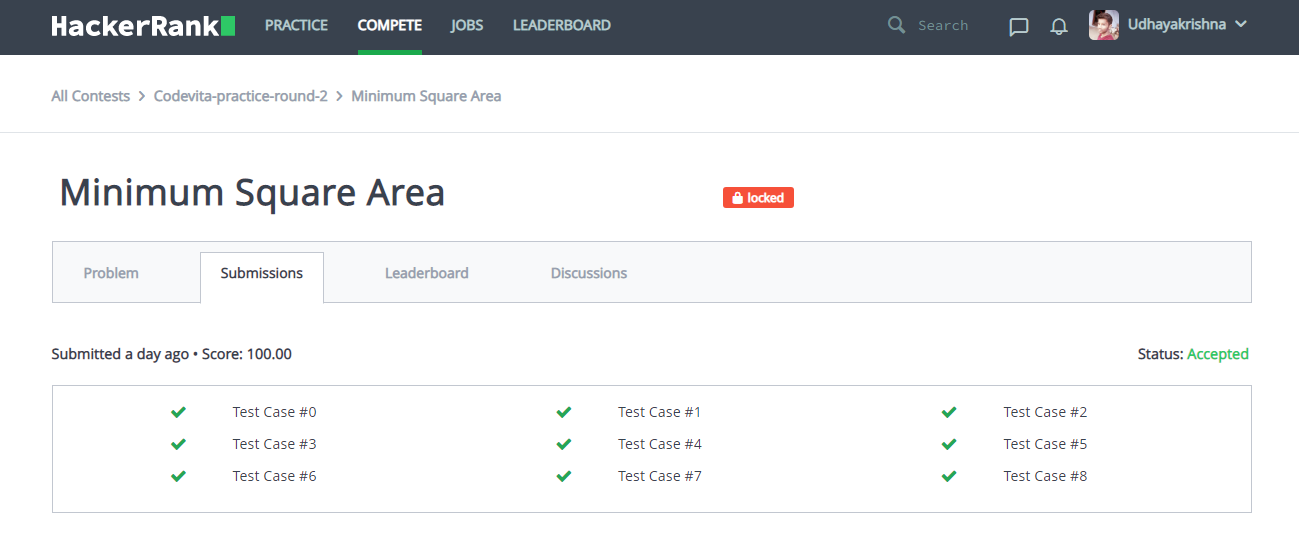 HackerRank PRACTICE COMPETE JOBS LEADERBOARD Search Udhayakrishna
All Contests > Codevita-practice-round-2 > Minimum Square Area
Minimum Square Area locked
Problem Submissions Leaderboard Discussions
Submitted a day ago • Score: 100.00 Status: Accepted
Test Case #0 Test Case #1 Test Case #2
Test Case #3 Test Case #4 Test Case #5
Test Case #6 Test Case #7 Test Case #8